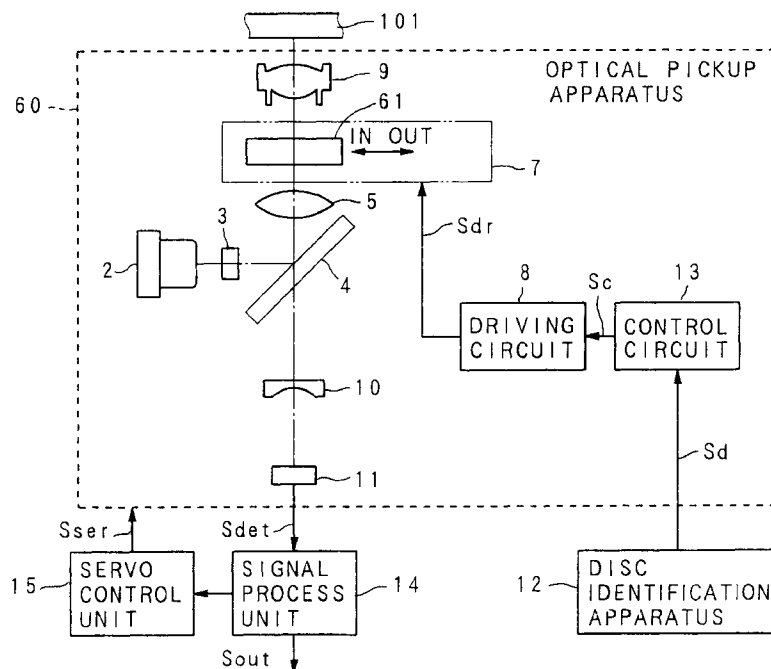 101
9
OPTICAL PICKUP
APPARATUS
60
61
IN OUT
7
5
3
Sdr
2
4
8
Sc
13
DRIVING
CIRCUIT
CONTROL
CIRCUIT
10
Sd
11
Sser
Sdet
15
SERVO
CONTROL
UNIT
SIGNAL
PROCESS
UNIT
14
12
DISC
IDENTIFICATION
APPARATUS
Sout